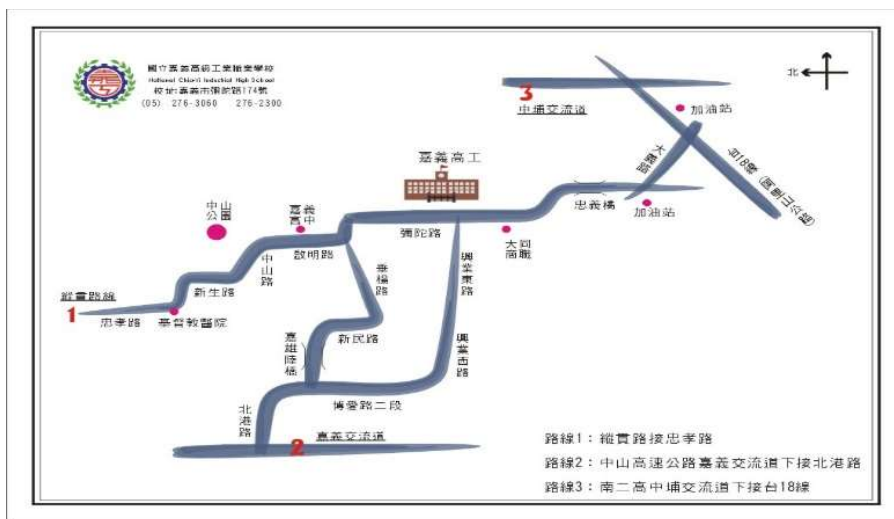 國立嘉義高級工業職業學校
National Chia-Yi Industrial High School
校址:嘉義市彌陀路174號
(05) 276-3060 276-2300
北
3
中埔交流道
加油站
大義路
台18線 (阿里山公路)
嘉義高工
忠義橋
加油站
中山公園
嘉義高中
彌陀路
大同商職
啟明路
中山路
新生路
垂楊路
興業東路
縱貫路線
1
忠孝路
基督教醫院
嘉雄陸橋
新民路
興業西路
博愛路二段
北港路
2
嘉義交流道
路線1：縱貫路接忠孝路
路線2：中山高速公路嘉義交流道下接北港路
路線3：南二高中埔交流道下接台18線